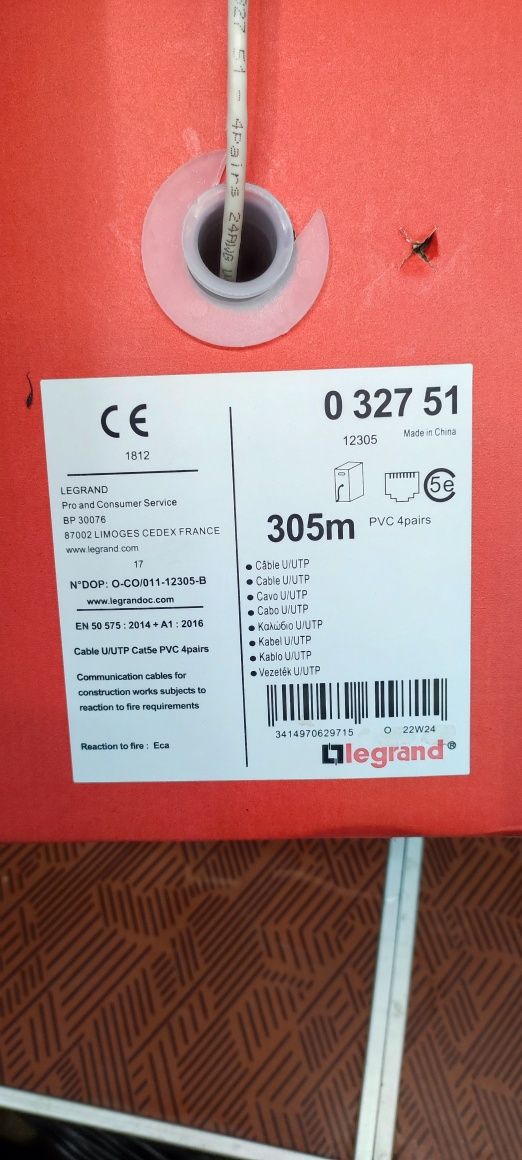 327 51 - 4Pairs 24AWG
CE
1812
LEGRAND
Pro and Consumer Service
BP 30076
87002 LIMOGES CEDEX FRANCE
www.legrand.com
17
N°DOP: O-CO/011-12305-B
www.legrandoc.com
EN 50 575 : 2014 + A1 : 2016
Cable U/UTP Cat5e PVC 4pairs
Communication cables for
construction works subjects to
reaction to fire requirements
Reaction to fire : Eca
0 327 51
12305 Made in China
5e
305m PVC 4pairs
• Câble U/UTP
• Cable U/UTP
• Cavo U/UTP
• Cabo U/UTP
• Καλώδιο U/UTP
• Kabel U/UTP
• Kablo U/UTP
• Vezeték U/UTP
3414970629715 O 22W24
legrand®